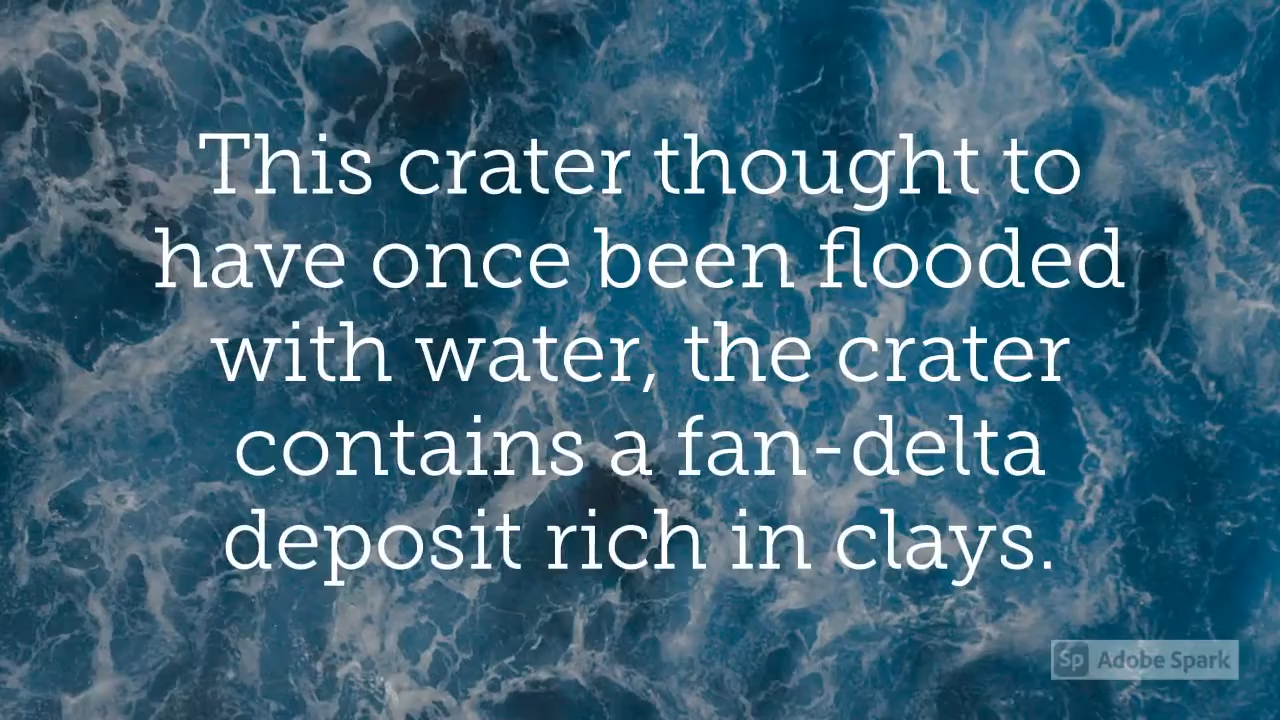 This crater thought to
have once been flooded
with water, the crater
contains a fan-delta
deposit rich in clays.
Sp Adobe Spark